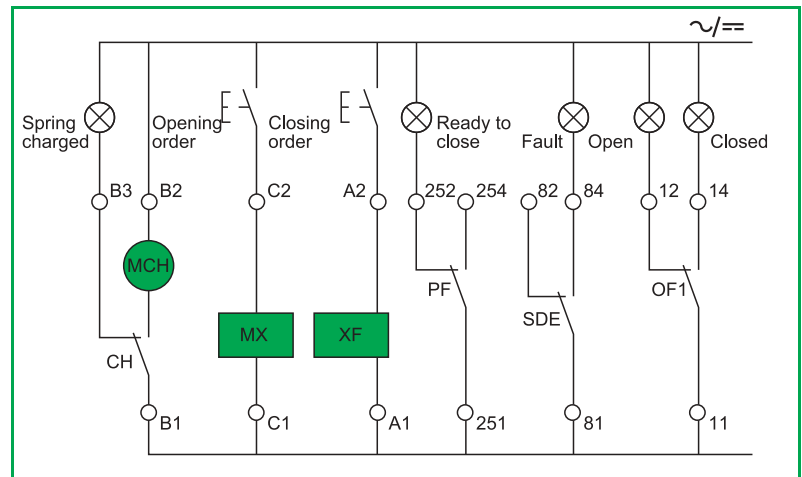 ~/==
Spring
charged
Opening
order
Closing
order
Ready to
close
Fault
Open
Closed
B3
B2
C2
A2
252
254
82
84
12
14
MCH
PF
OF1
SDE
MX
XF
CH
B1
C1
A1
251
81
11